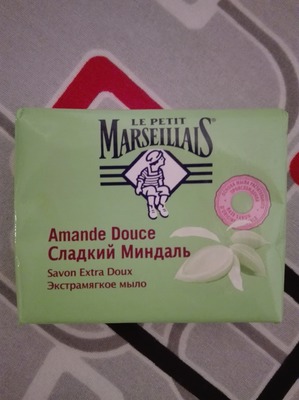 LE PETIT
MARSEILLAIS®
Amande Douce
Сладкий Миндаль
Savon Extra Doux
Экстрамягкое мыло